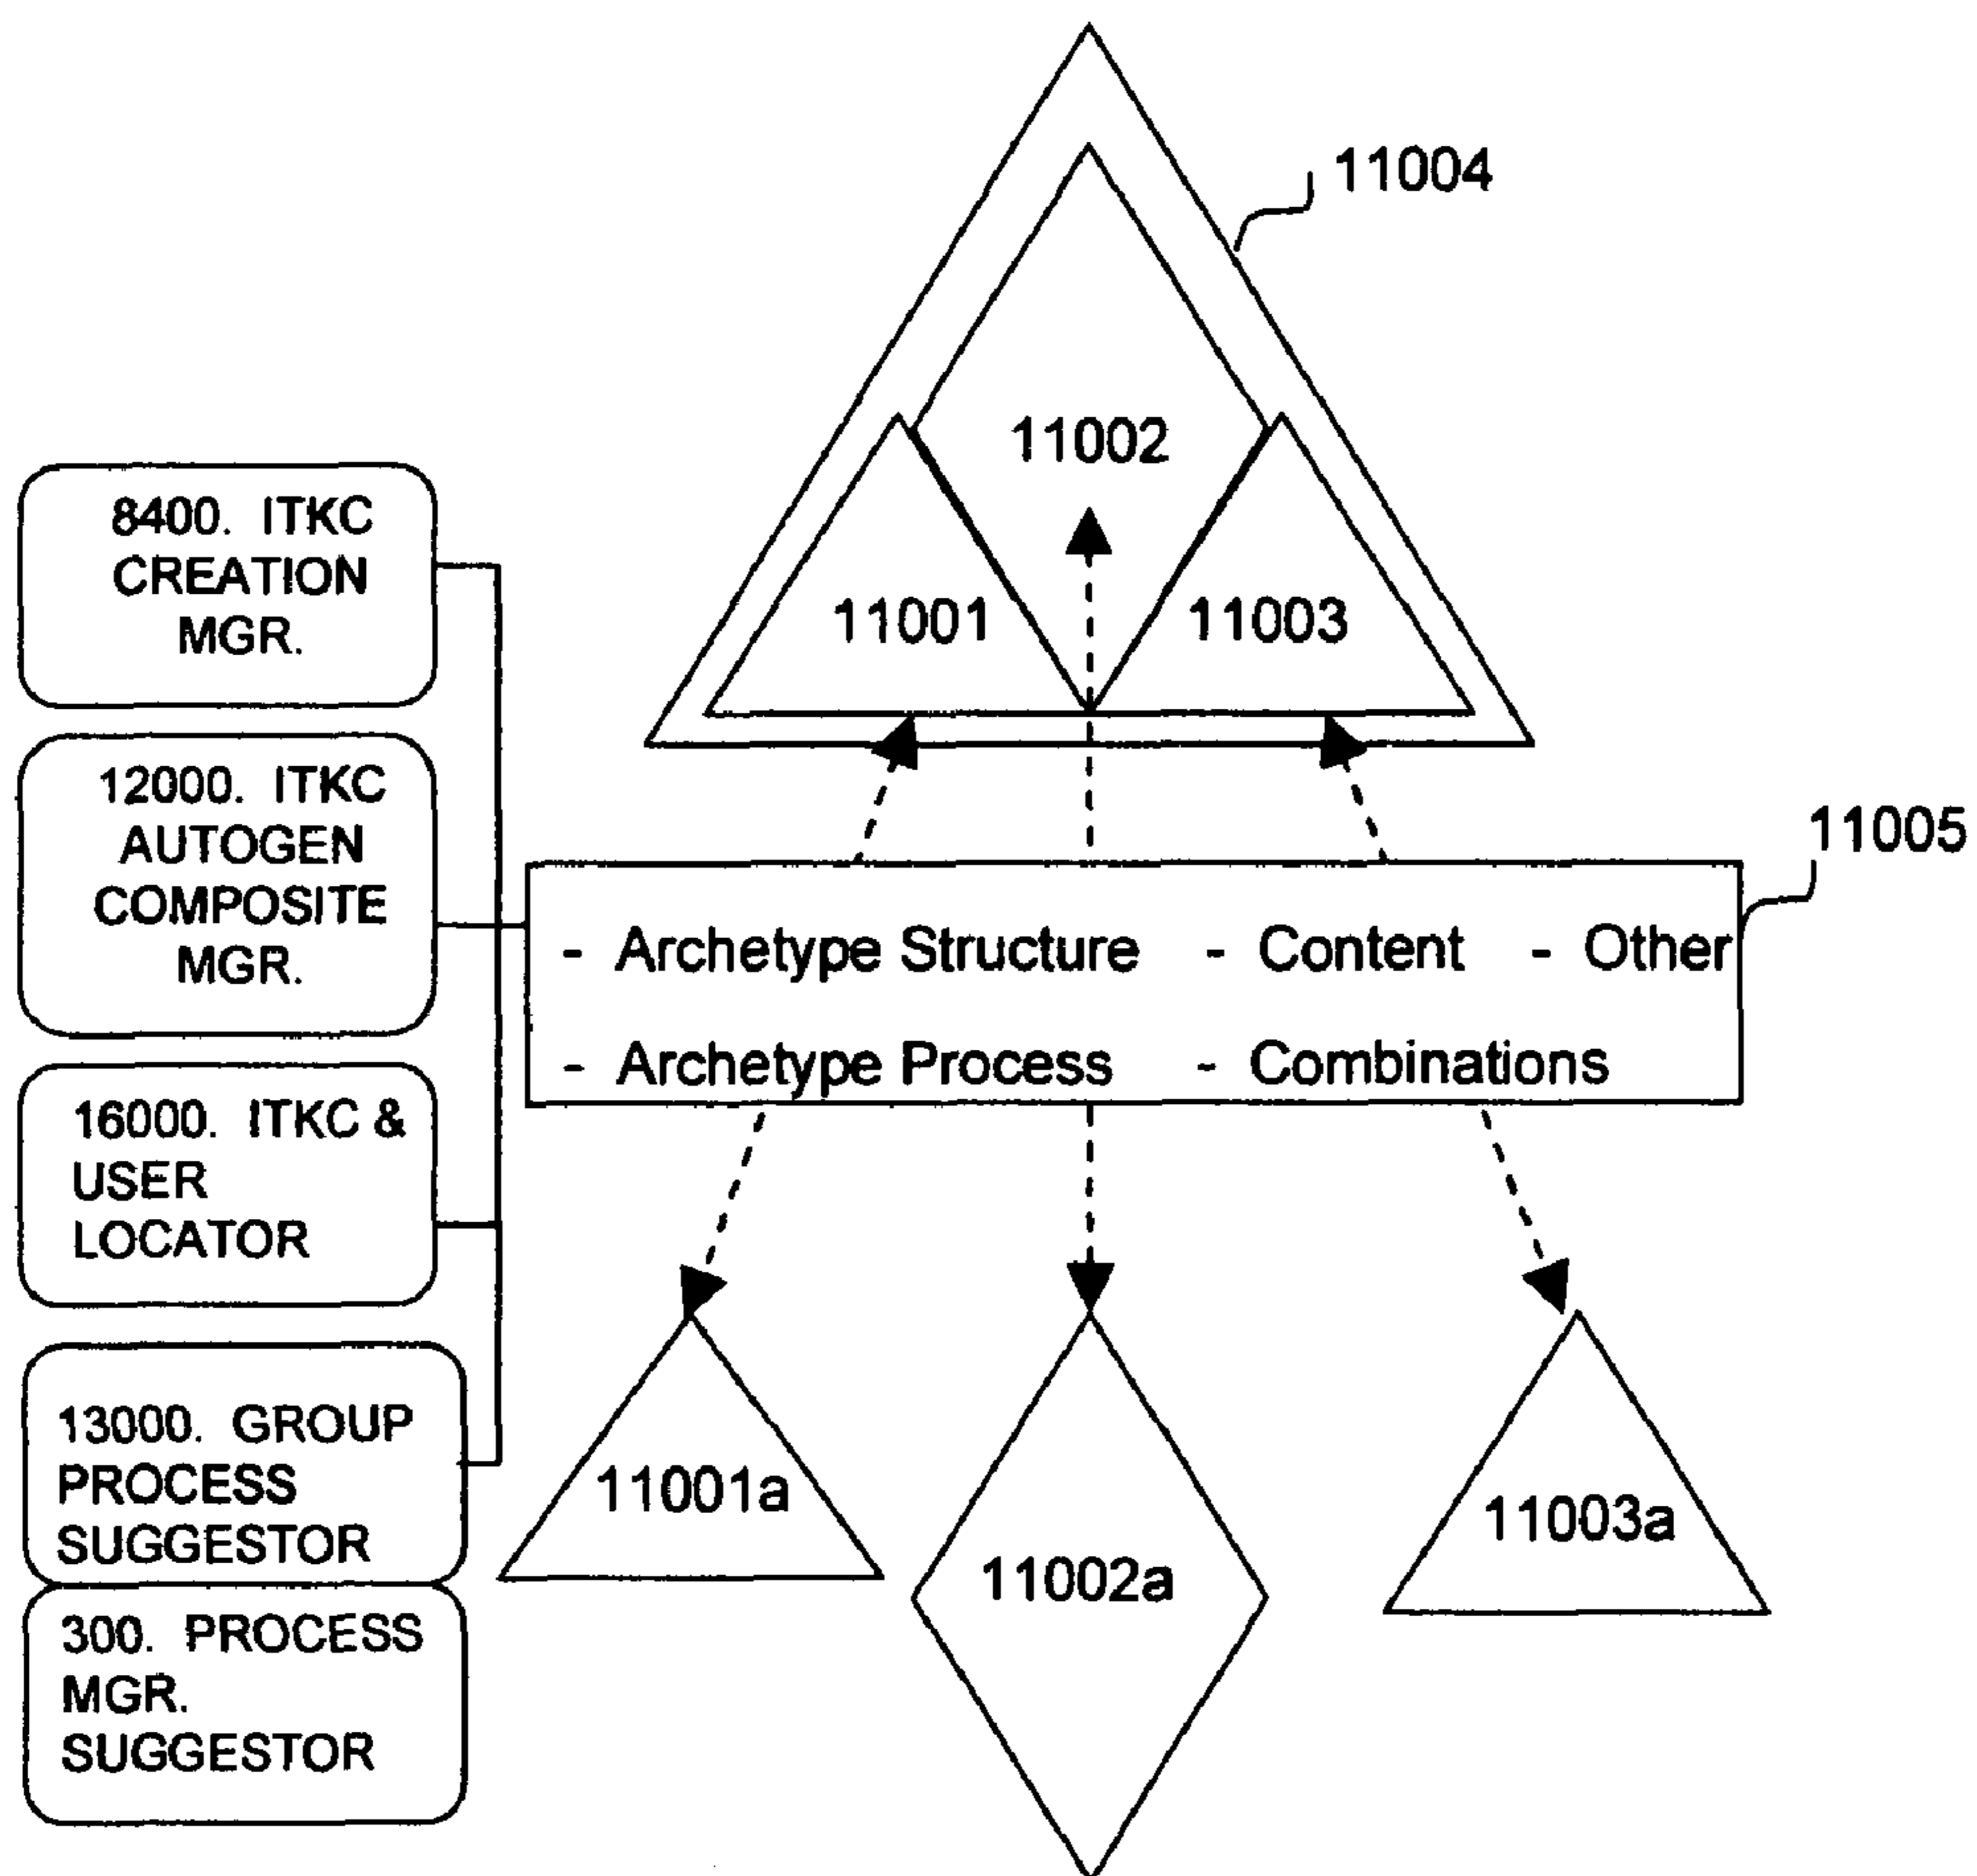 11004
11002
11001
11003
8400. ITKC
CREATION
MGR.
12000. ITKC
AUTOGEN
COMPOSITE
MGR.
11005
- Archetype Structure - Content - Other
- Archetype Process - Combinations
16000. ITKC &
USER
LOCATOR
13000. GROUP
PROCESS
SUGGESTOR
300. PROCESS
MGR.
SUGGESTOR
11001a
11002a
11003a